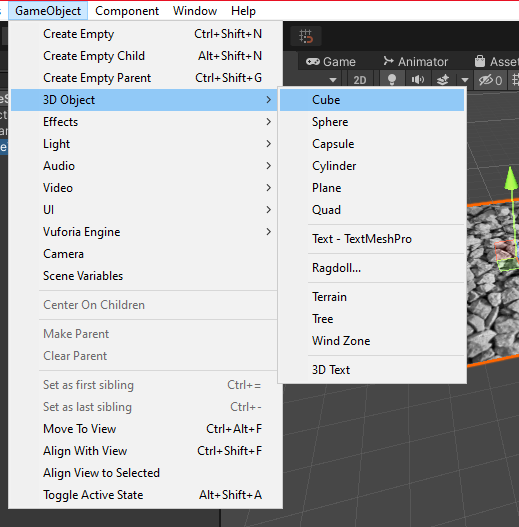 GameObject Component Window Help
Create Empty Ctrl+Shift+N
Create Empty Child Alt+Shift+N
Create Empty Parent Ctrl+Shift+G
3D Object
Effects
Light
Audio
Video
UI
Vuforia Engine
Camera
Scene Variables
Center On Children
Make Parent
Clear Parent
Set as first sibling Ctrl+=
Set as last sibling Ctrl+-
Move To View Ctrl+Alt+F
Align With View Ctrl+Shift+F
Align View to Selected
Toggle Active State Alt+Shift+A
Cube
Sphere
Capsule
Cylinder
Plane
Quad
Text - TextMeshPro
Ragdoll...
Terrain
Tree
Wind Zone
3D Text
Game Animator Asset
2D 0